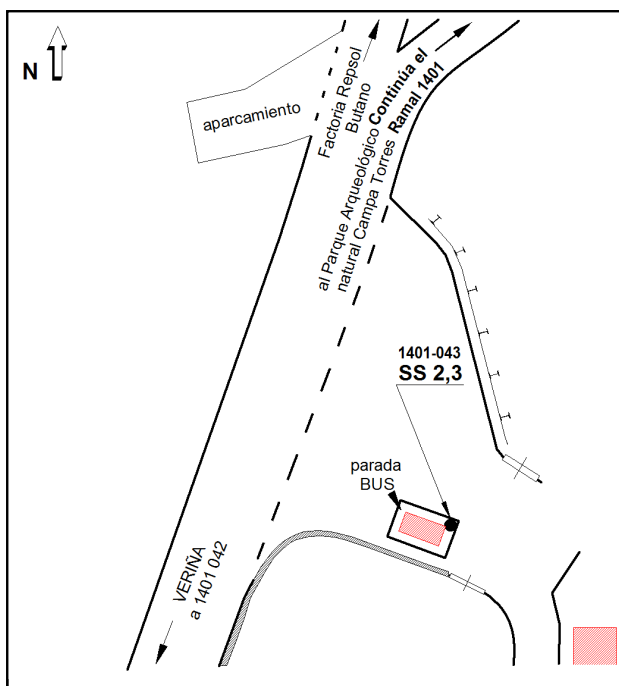 N
aparcamiento
Factoria Repsol
Butano
al Parque Arqueológico Continúa el
natural Campa Torres Ramal 1401
1401-043
SS 2,3
parada
BUS
VERIÑA
a 1401 042